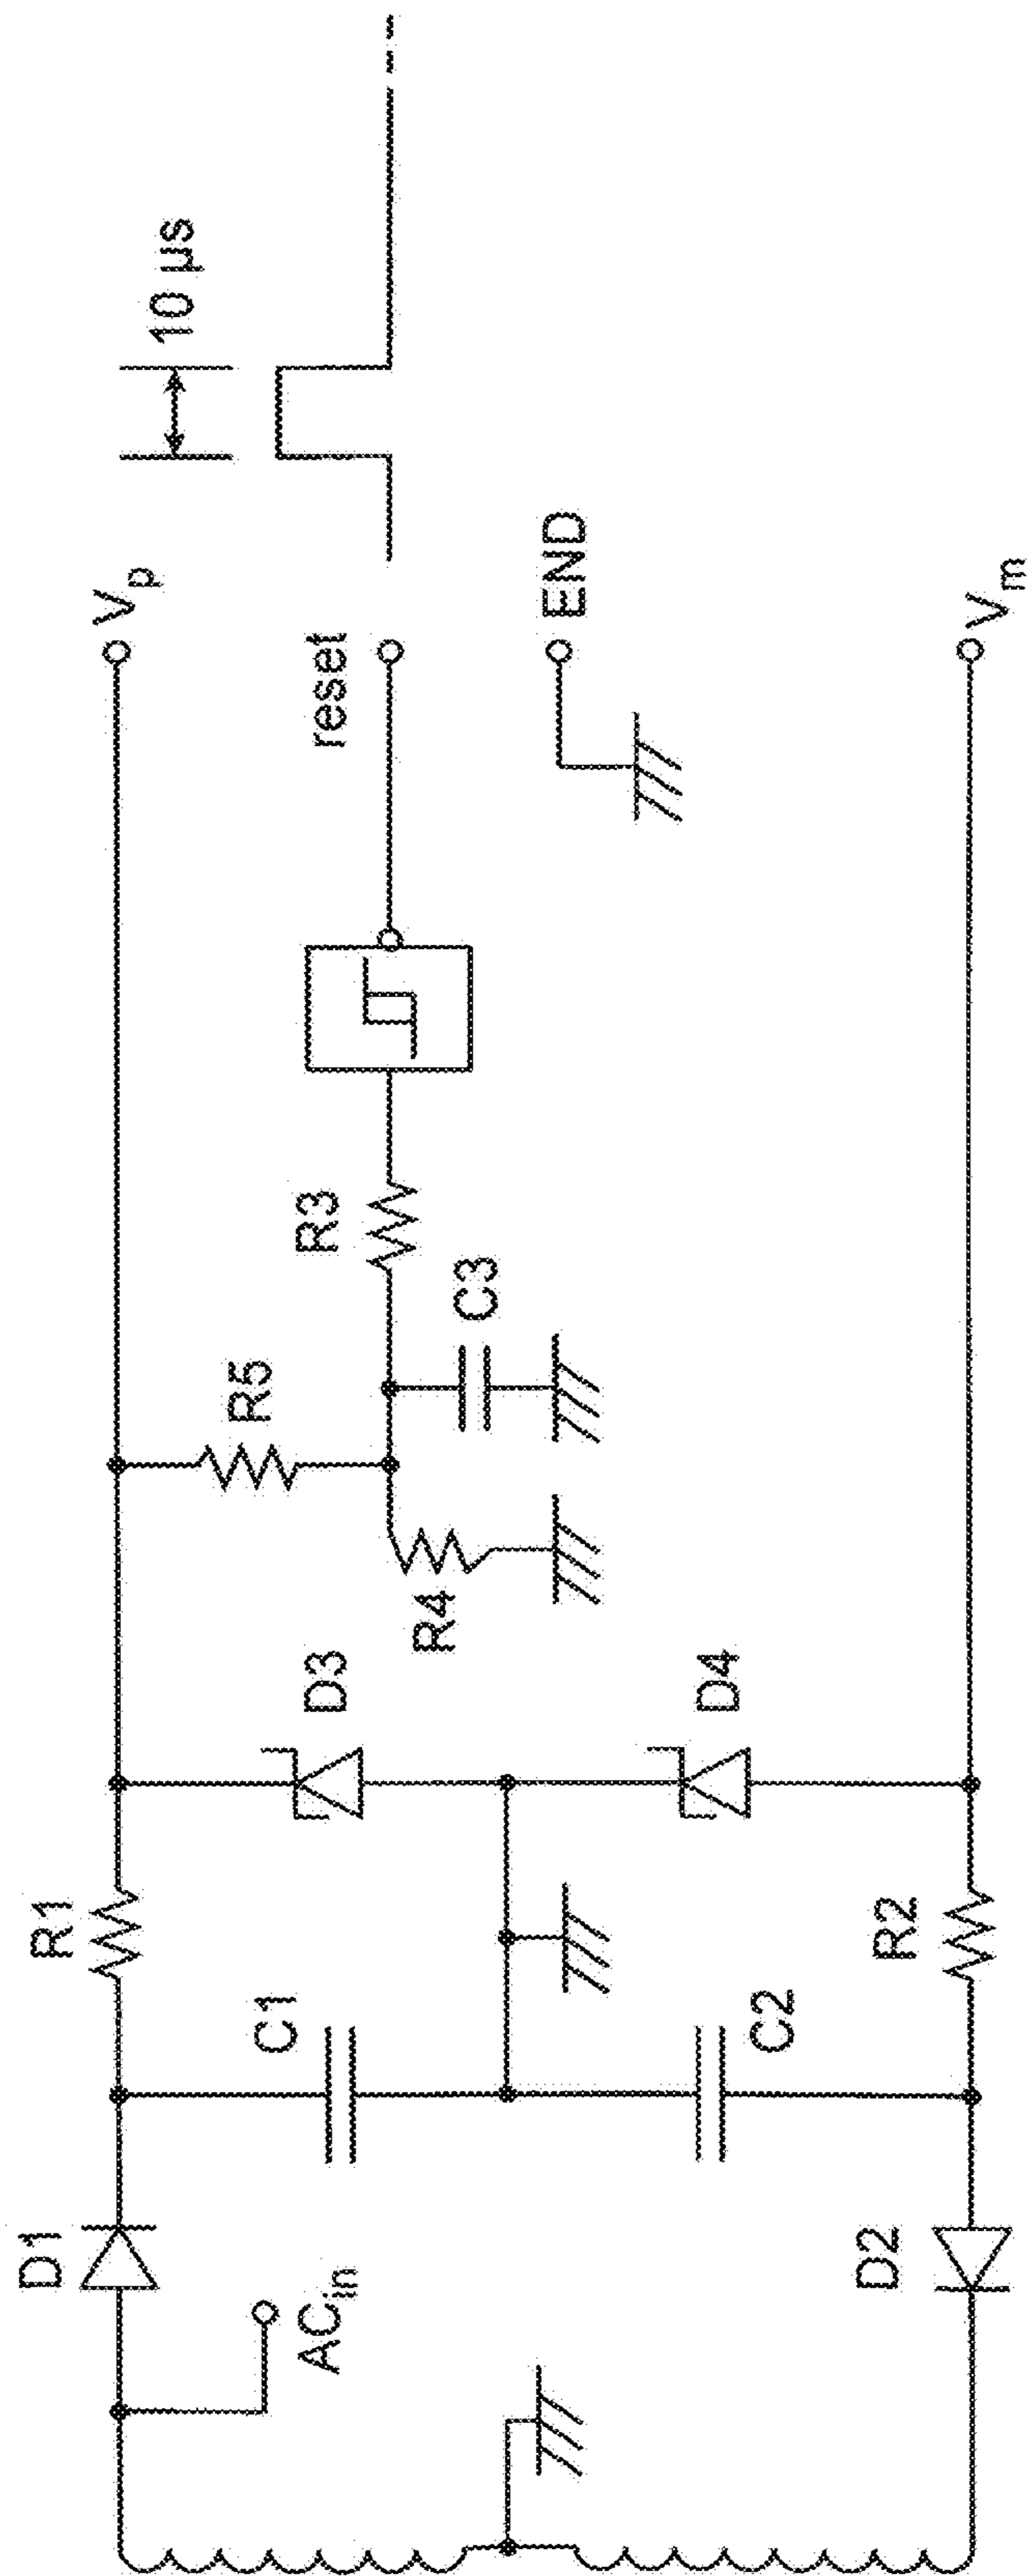 D1
AC_in
C1
R1
D3
R4
R5
C3
R3
reset
V_p
10 µs
END
D4
C2
R2
D2
V_m